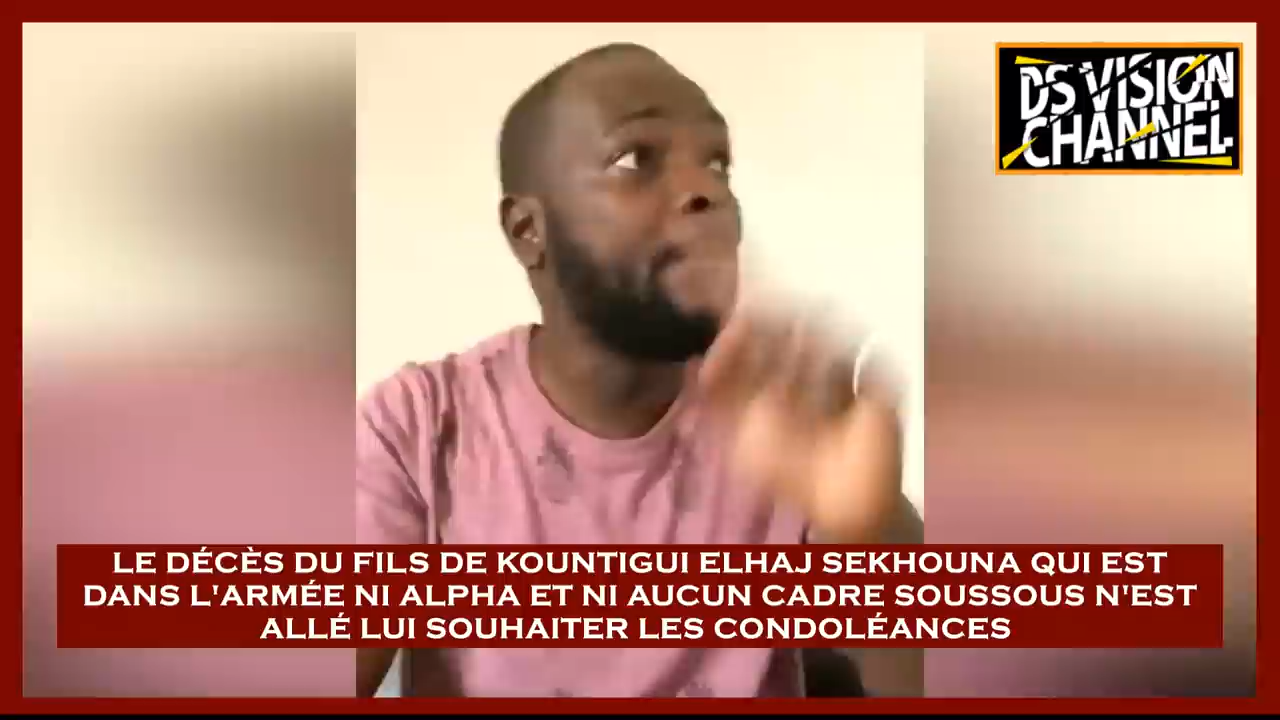 DS VISION
CHANNEL
LE DÉCÈS DU FILS DE KOUNTIGUI ELHAJ SEKHOUNA QUI EST
DANS L'ARMÉE NI ALPHA ET NI AUCUN CADRE SOUSSOUS N'EST
ALLÉ LUI SOUHAITER LES CONDOLÉANCES